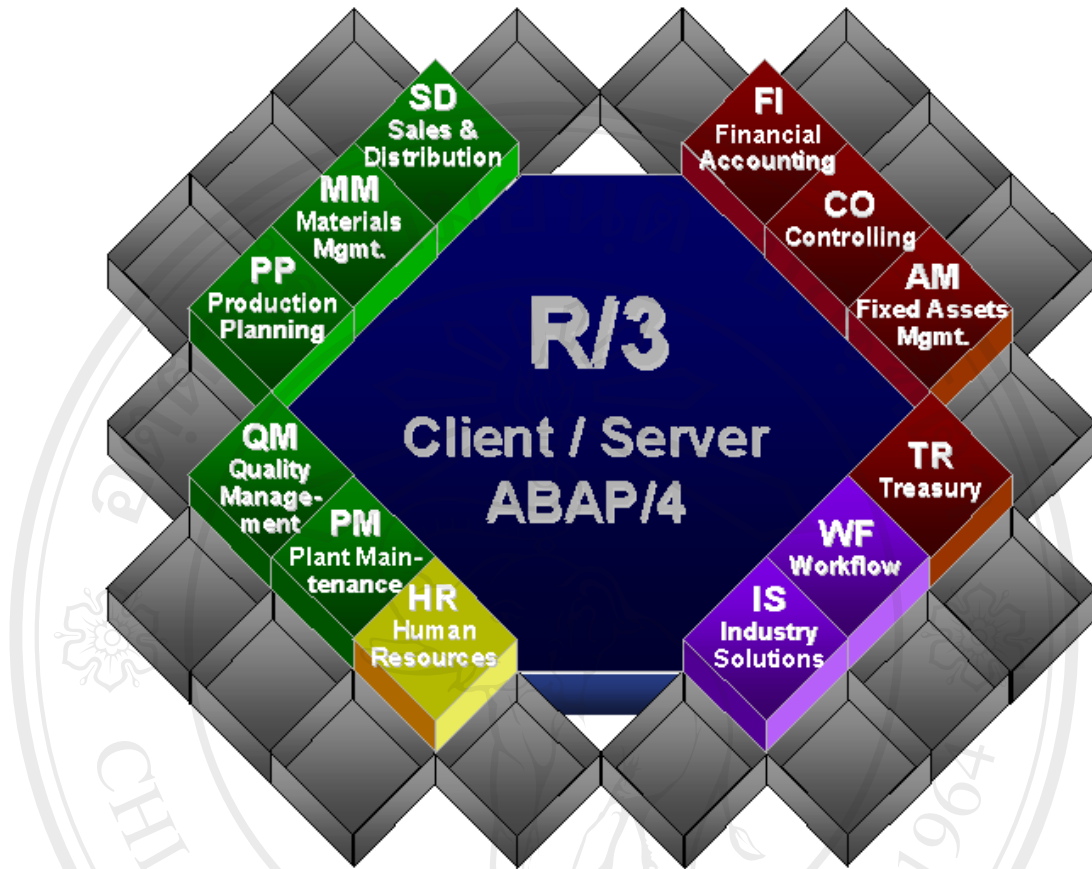 SD
Sales &
Distribution
MM
Materials
Mgmt.
PP
Production
Planning
QM
Quality
Manage-
ment
PM
Plant Main-
tenance
HR
Human
Resources
R/3
Client / Server
ABAP/4
FI
Financial
Accounting
CO
Controlling
AM
Fixed Assets
Mgmt.
TR
Treasury
WF
Workflow
IS
Industry
Solutions
CHI
1964